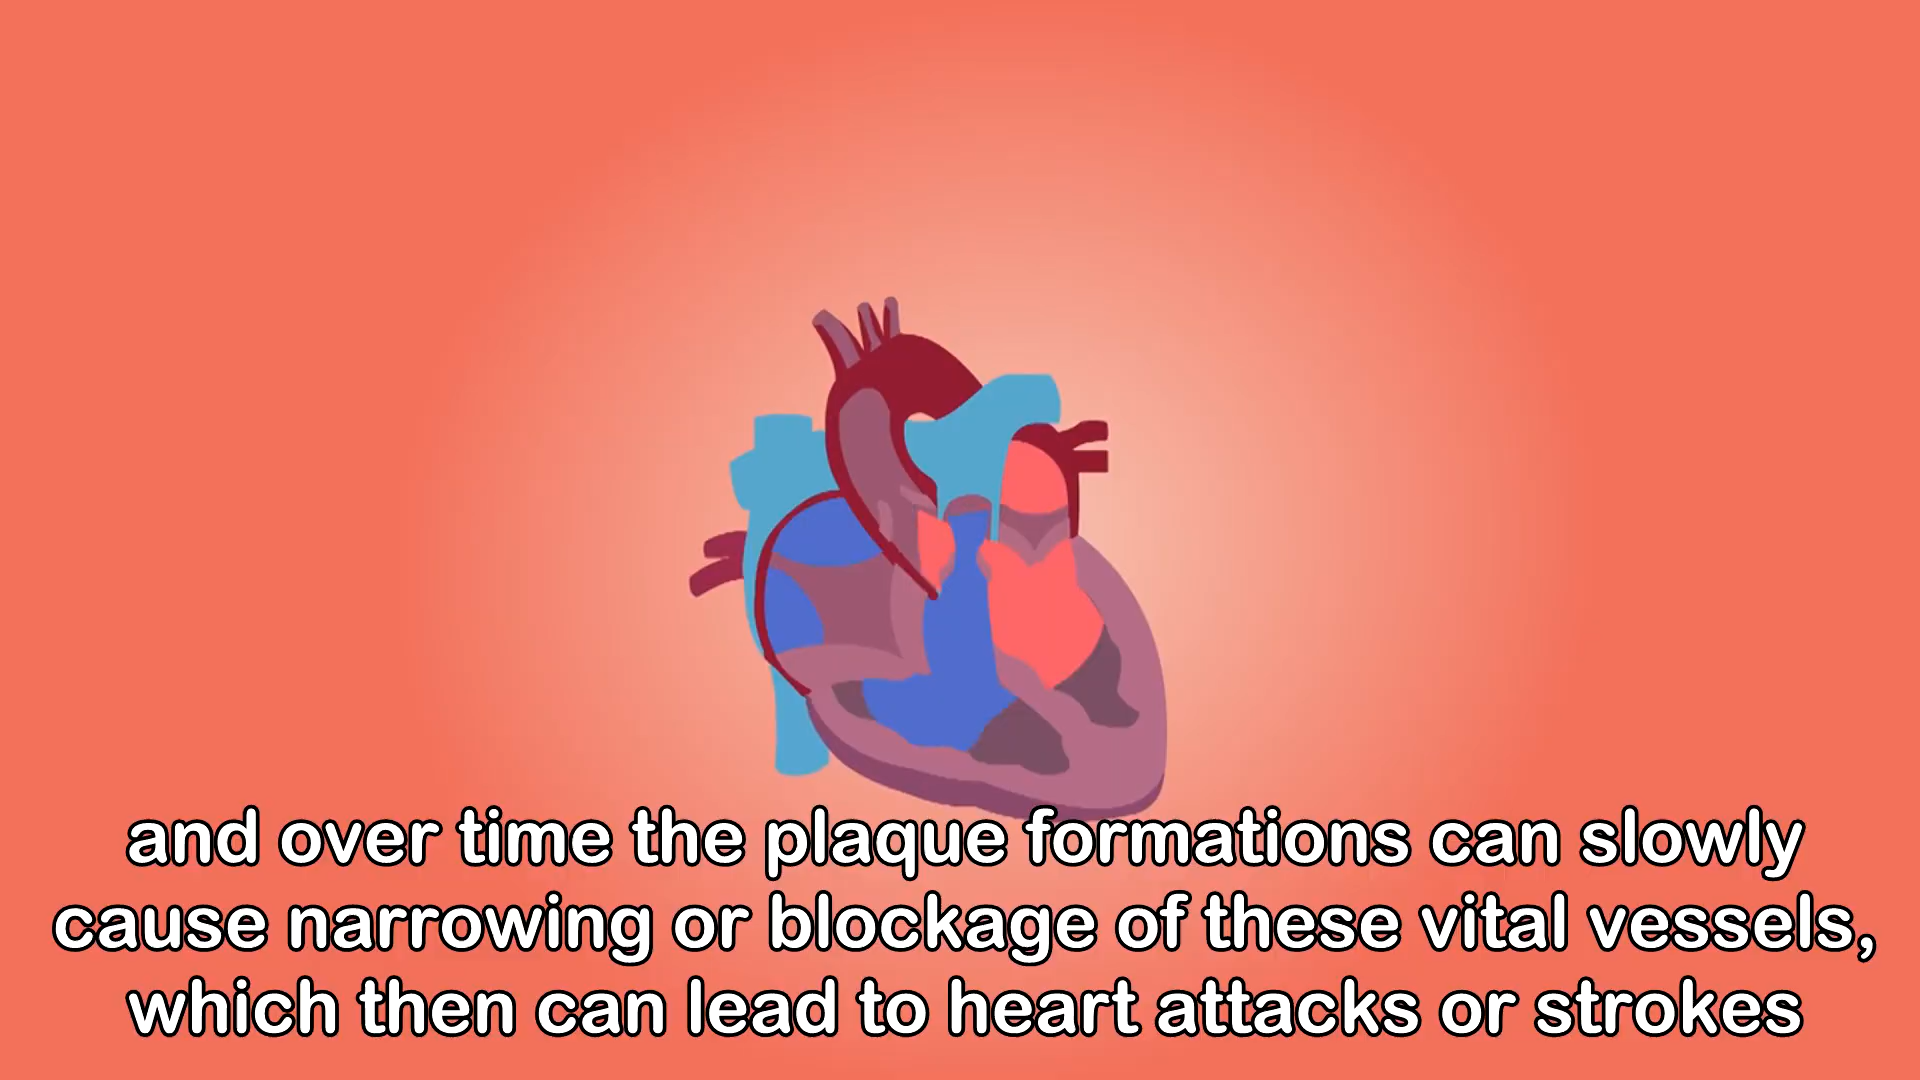 and over time the plaque formations can slowly
cause narrowing or blockage of these vital vessels,
which then can lead to heart attacks or strokes